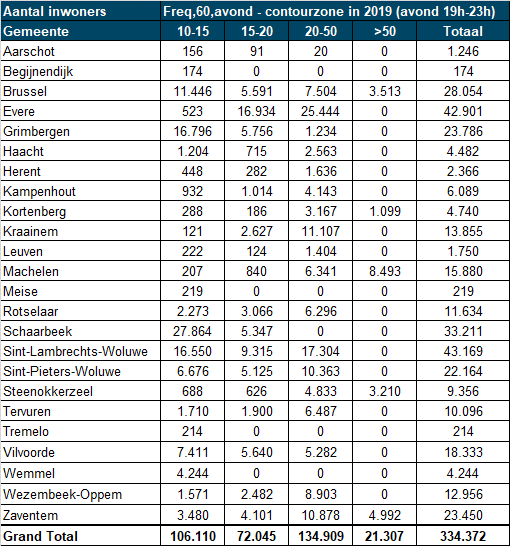 Aantal inwoners Freq,60,avond - contourzone in 2019 (avond 19h-23h)
Gemeente 10-15 15-20 20-50 >50 Totaal
Aarschot 156 91 20 0 1.246
Begijnendijk 174 0 0 0 174
Brussel 11.446 5.591 7.504 3.513 28.054
Evere 523 16.934 25.444 0 42.901
Grimbergen 16.796 5.756 1.234 0 23.786
Haacht 1.204 715 2.563 0 4.482
Herent 448 282 1.636 0 2.366
Kampenhout 932 1.014 4.143 0 6.089
Kortenberg 288 186 3.167 1.099 4.740
Kraainem 121 2.627 11.107 0 13.855
Leuven 222 124 1.404 0 1.750
Machelen 207 840 6.341 8.493 15.880
Meise 219 0 0 0 219
Rotselaar 2.273 3.066 6.296 0 11.634
Schaarbeek 27.864 5.347 0 0 33.211
Sint-Lambrechts-Woluwe 16.550 9.315 17.304 0 43.169
Sint-Pieters-Woluwe 6.676 5.125 10.363 0 22.164
Steenokkerzeel 688 626 4.833 3.210 9.356
Tervuren 1.710 1.900 6.487 0 10.096
Tremelo 214 0 0 0 214
Vilvoorde 7.411 5.640 5.282 0 18.333
Wemmel 4.244 0 0 0 4.244
Wezembeek-Oppem 1.571 2.482 8.903 0 12.956
Zaventem 3.480 4.101 10.878 4.992 23.450
Grand Total 106.110 72.045 134.909 21.307 334.372